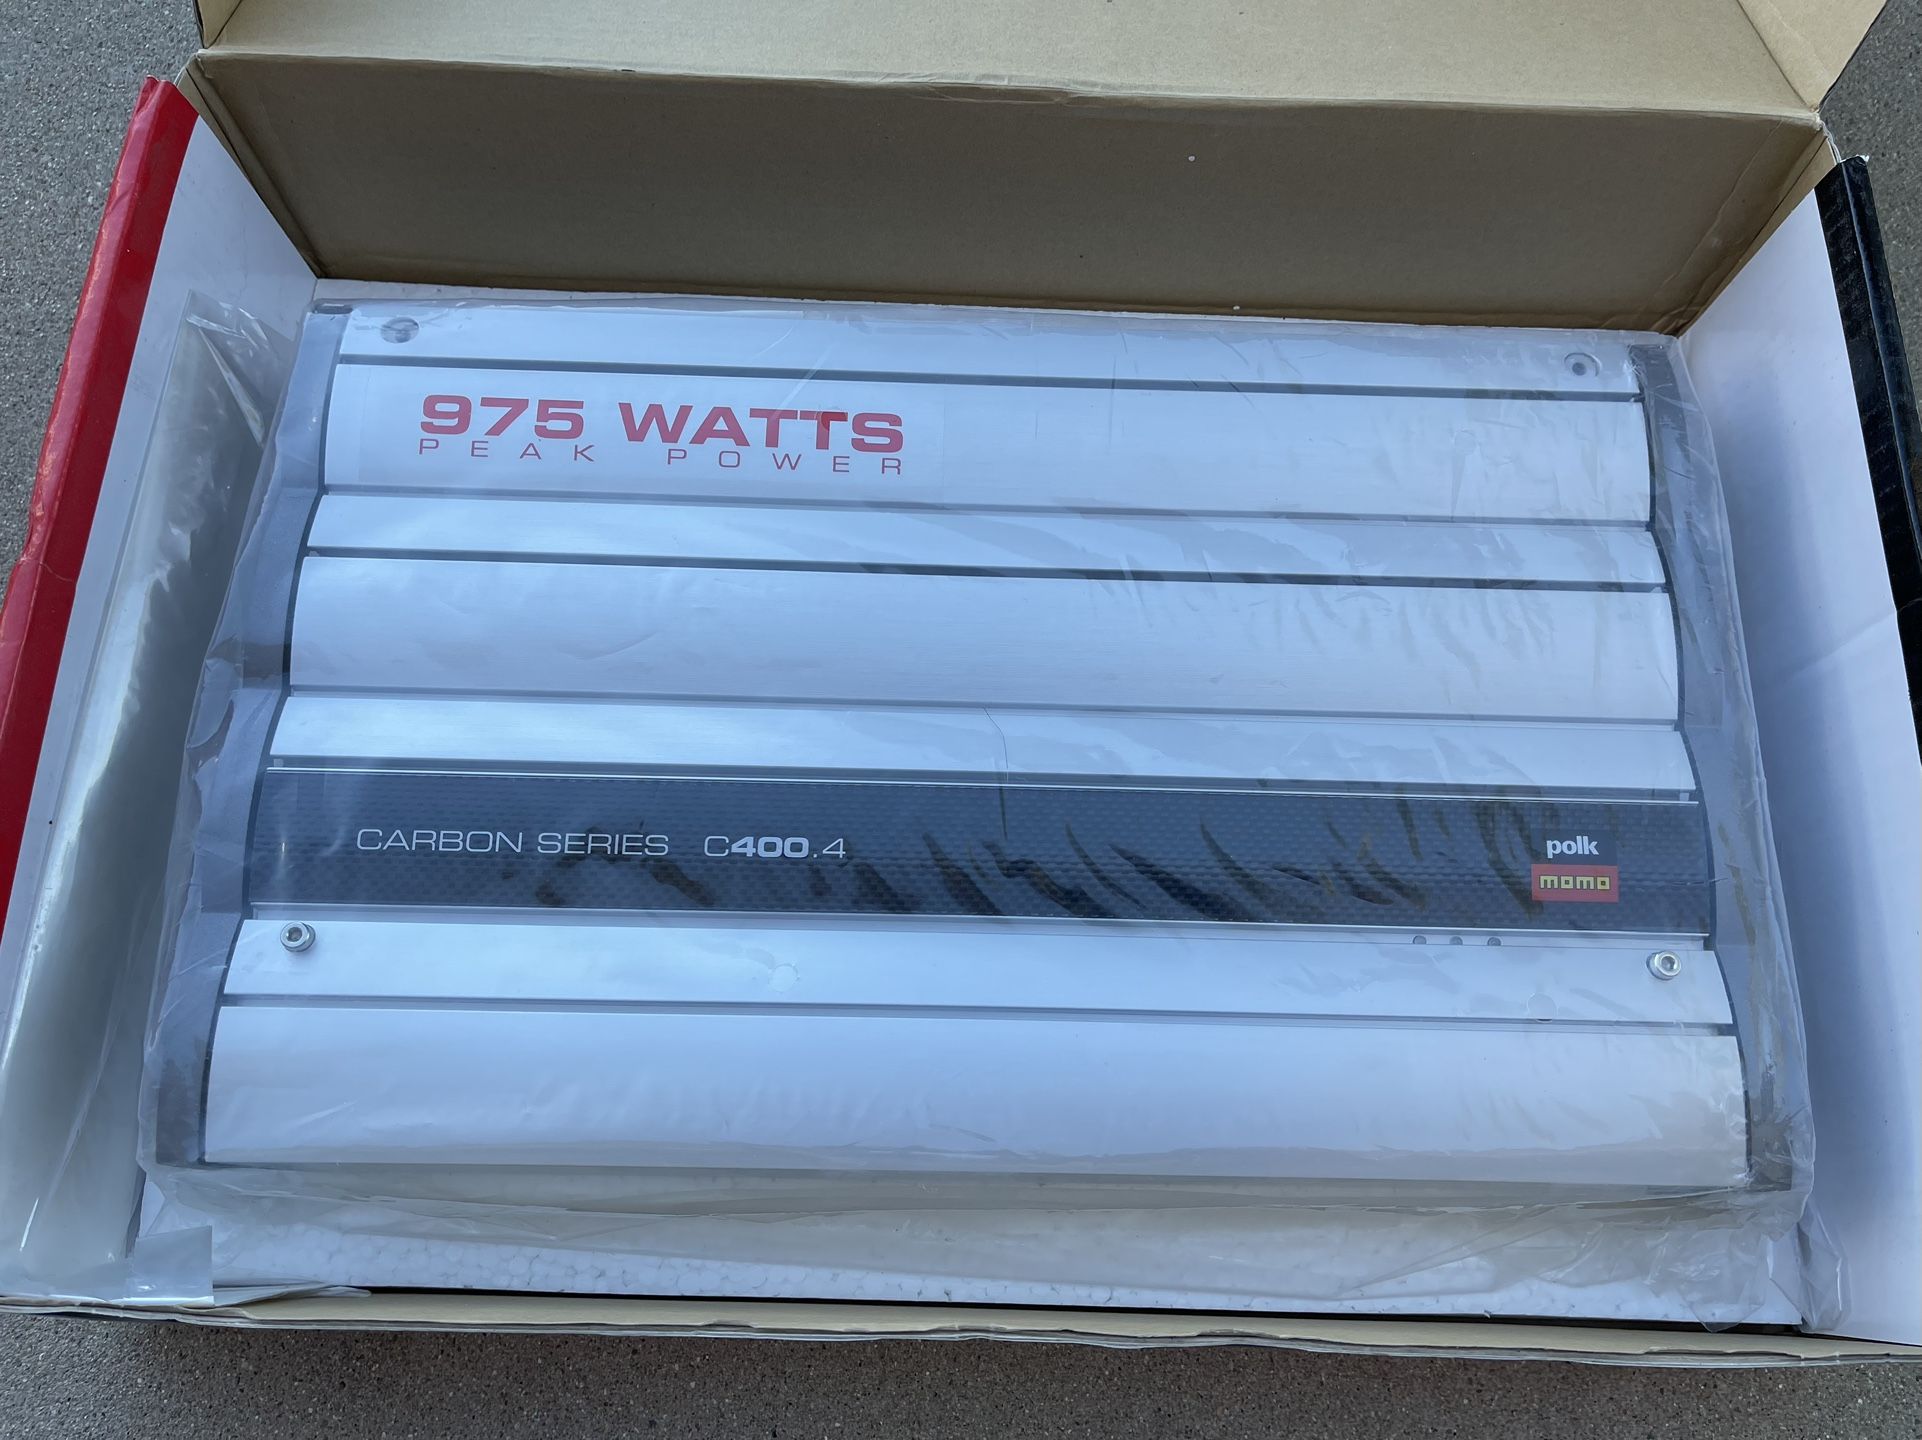 975 WATTS
PEAK POWER
CARBON SERIES C400.4
polk
momo